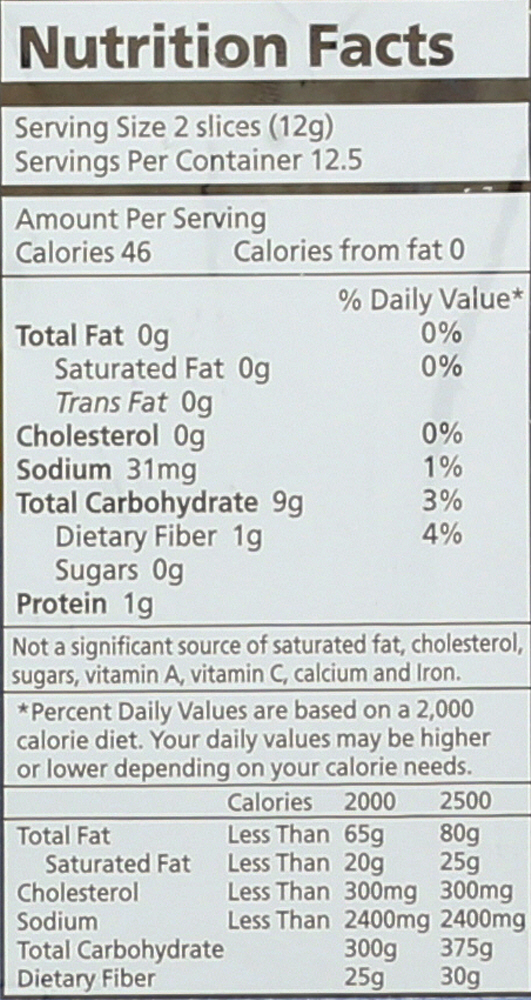 Nutrition Facts
Serving Size 2 slices (12g)
Servings Per Container 12.5
Amount Per Serving
Calories 46 Calories from fat 0
% Daily Value*
Total Fat 0g 0%
Saturated Fat 0g 0%
Trans Fat 0g
Cholesterol 0g 0%
Sodium 31mg 1%
Total Carbohydrate 9g 3%
Dietary Fiber 1g 4%
Sugars 0g
Protein 1g
Not a significant source of saturated fat, cholesterol,
sugars, vitamin A, vitamin C, calcium and Iron.
*Percent Daily Values are based on a 2,000
calorie diet. Your daily values may be higher
or lower depending on your calorie needs.
Calories 2000 2500
Total Fat Less Than 65g 80g
Saturated Fat Less Than 20g 25g
Cholesterol Less Than 300mg 300mg
Sodium Less Than 2400mg 2400mg
Total Carbohydrate 300g 375g
Dietary Fiber 25g 30g